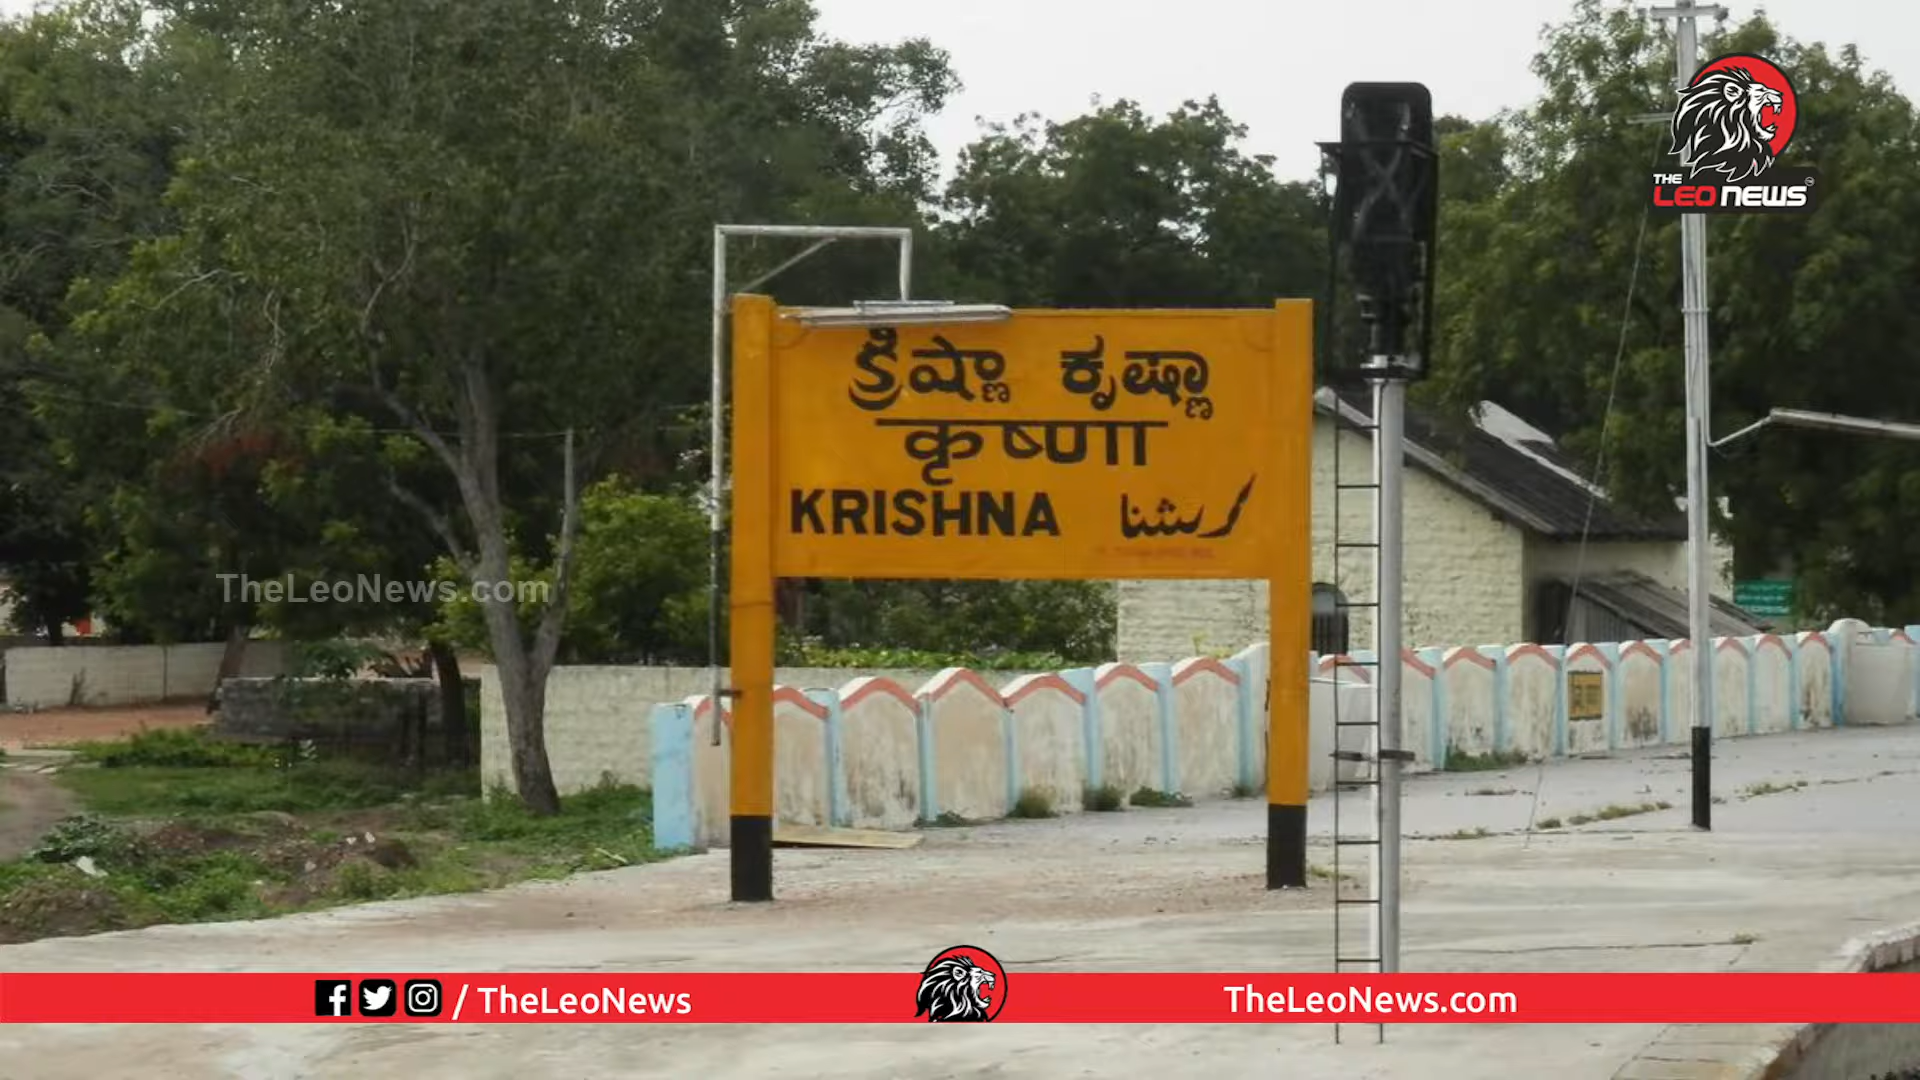 క్రిష్ణా ಕೃಷ್ಣಾ
कृष्णा
KRISHNA کرشنا
THE
LEO NEWS
TheLeoNews.com
/ TheLeoNews
TheLeoNews.com